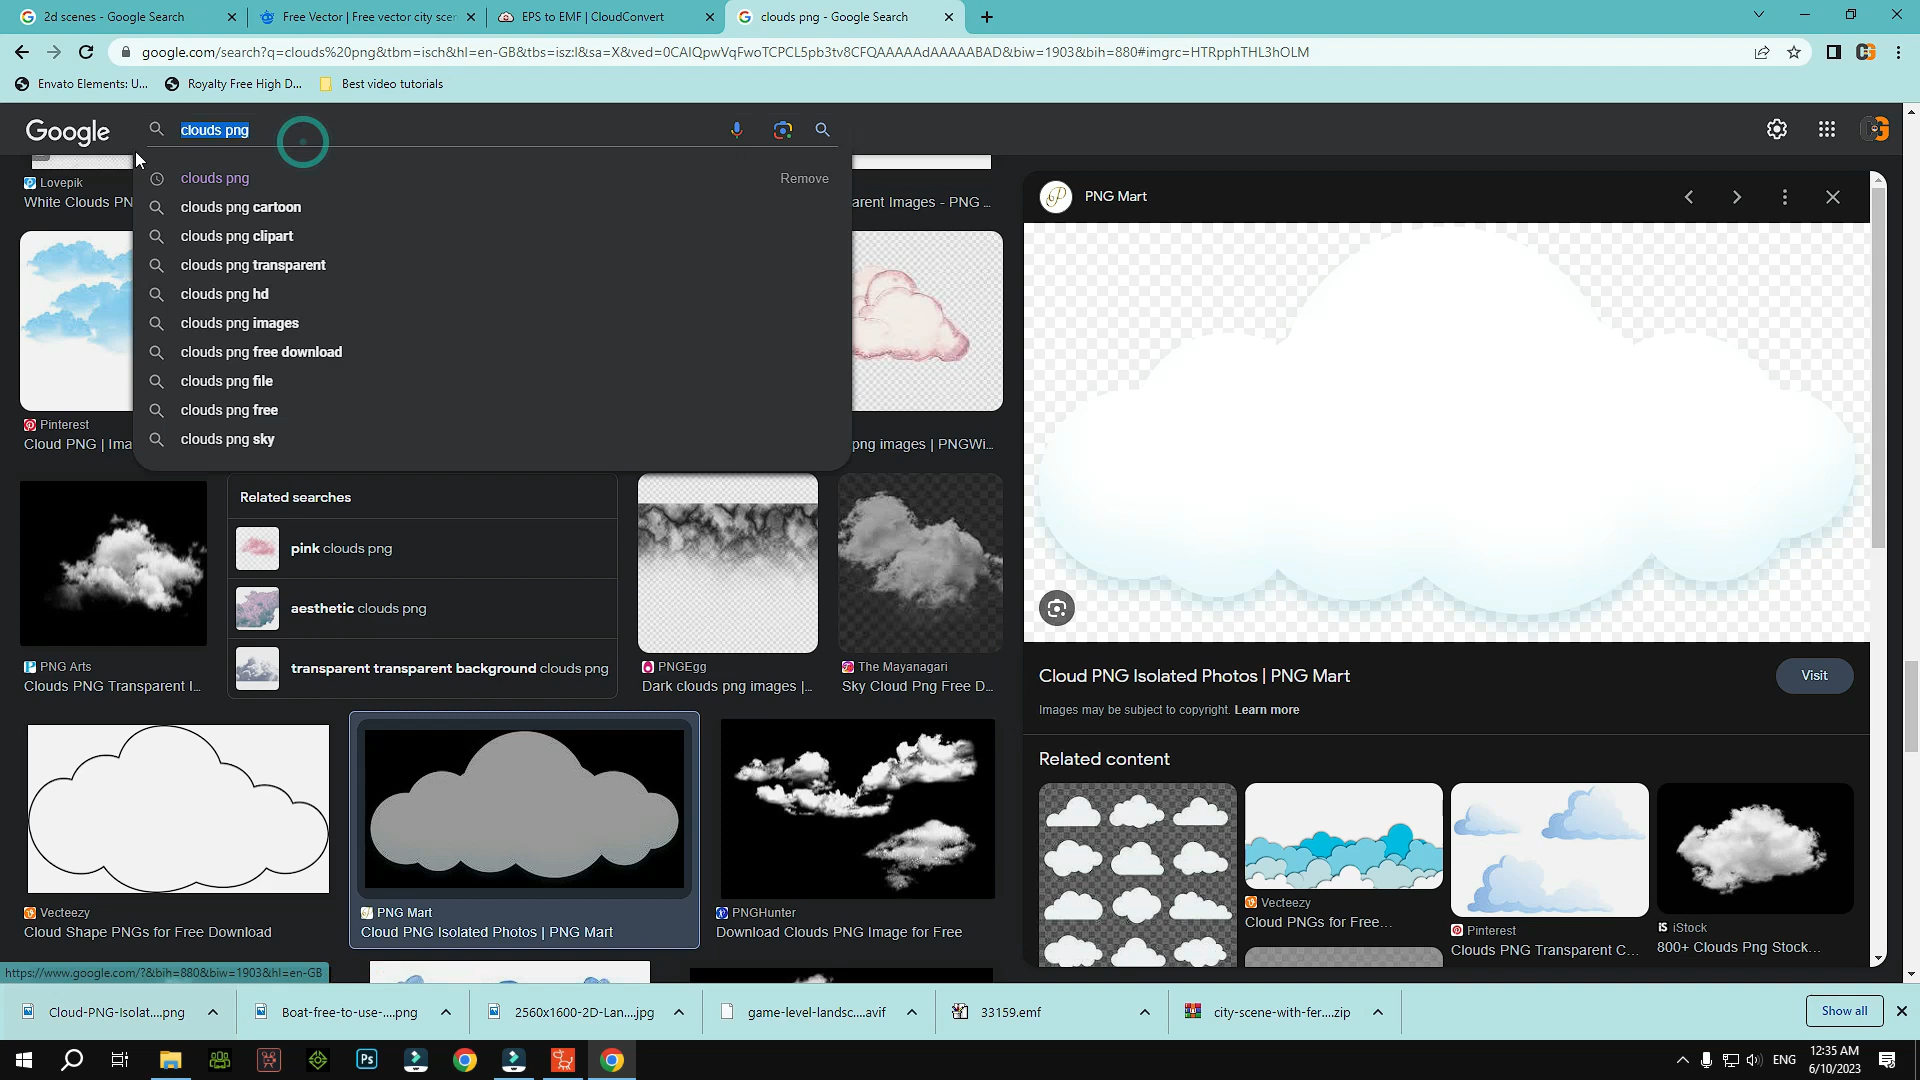 2d scenes - Google Search
Free Vector | Free vector city scen
EPS to EMF | CloudConvert
clouds png - Google Search
google.com/search?q=clouds%20png&tbm=isch&hl=en-GB&tbs=isz:l&sa=X&ved=0CAIQpwVqFwoTCPCL5pb3tv8CFQAAAAAdAAAAABAD&biw=1903&bih=880#imgrc=HTRpphTHL3hOLM
Envato Elements: U...
Royalty Free High D...
Best video tutorials
Google
clouds png
clouds png
Remove
clouds png cartoon
clouds png clipart
clouds png transparent
clouds png hd
clouds png images
clouds png free download
clouds png file
clouds png free
clouds png sky
Lovepik
White Clouds PN
arent Images - PNG ...
Pinterest
Cloud PNG | Ima
png images | PNGWi...
Related searches
pink clouds png
aesthetic clouds png
transparent transparent background clouds png
PNG Arts
Clouds PNG Transparent I...
PNGEgg
Dark clouds png images |...
The Mayanagari
Sky Cloud Png Free D...
Vecteezy
Cloud Shape PNGs for Free Download
PNG Mart
Cloud PNG Isolated Photos | PNG Mart
PNGHunter
Download Clouds PNG Image for Free
PNG Mart
Cloud PNG Isolated Photos | PNG Mart
Visit
Images may be subject to copyright. Learn more
Related content
Vecteezy
Cloud PNGs for Free...
Pinterest
Clouds PNG Transparent C...
iStock
800+ Clouds Png Stock...
https://www.google.com/?&bih=880&biw=1903&hl=en-GB
Cloud-PNG-Isolat....png
Boat-free-to-use-....png
2560x1600-2D-Lan....jpg
game-level-landsc....avif
33159.emf
city-scene-with-fer....zip
Show all
Ps
ENG
12:35 AM
6/10/2023